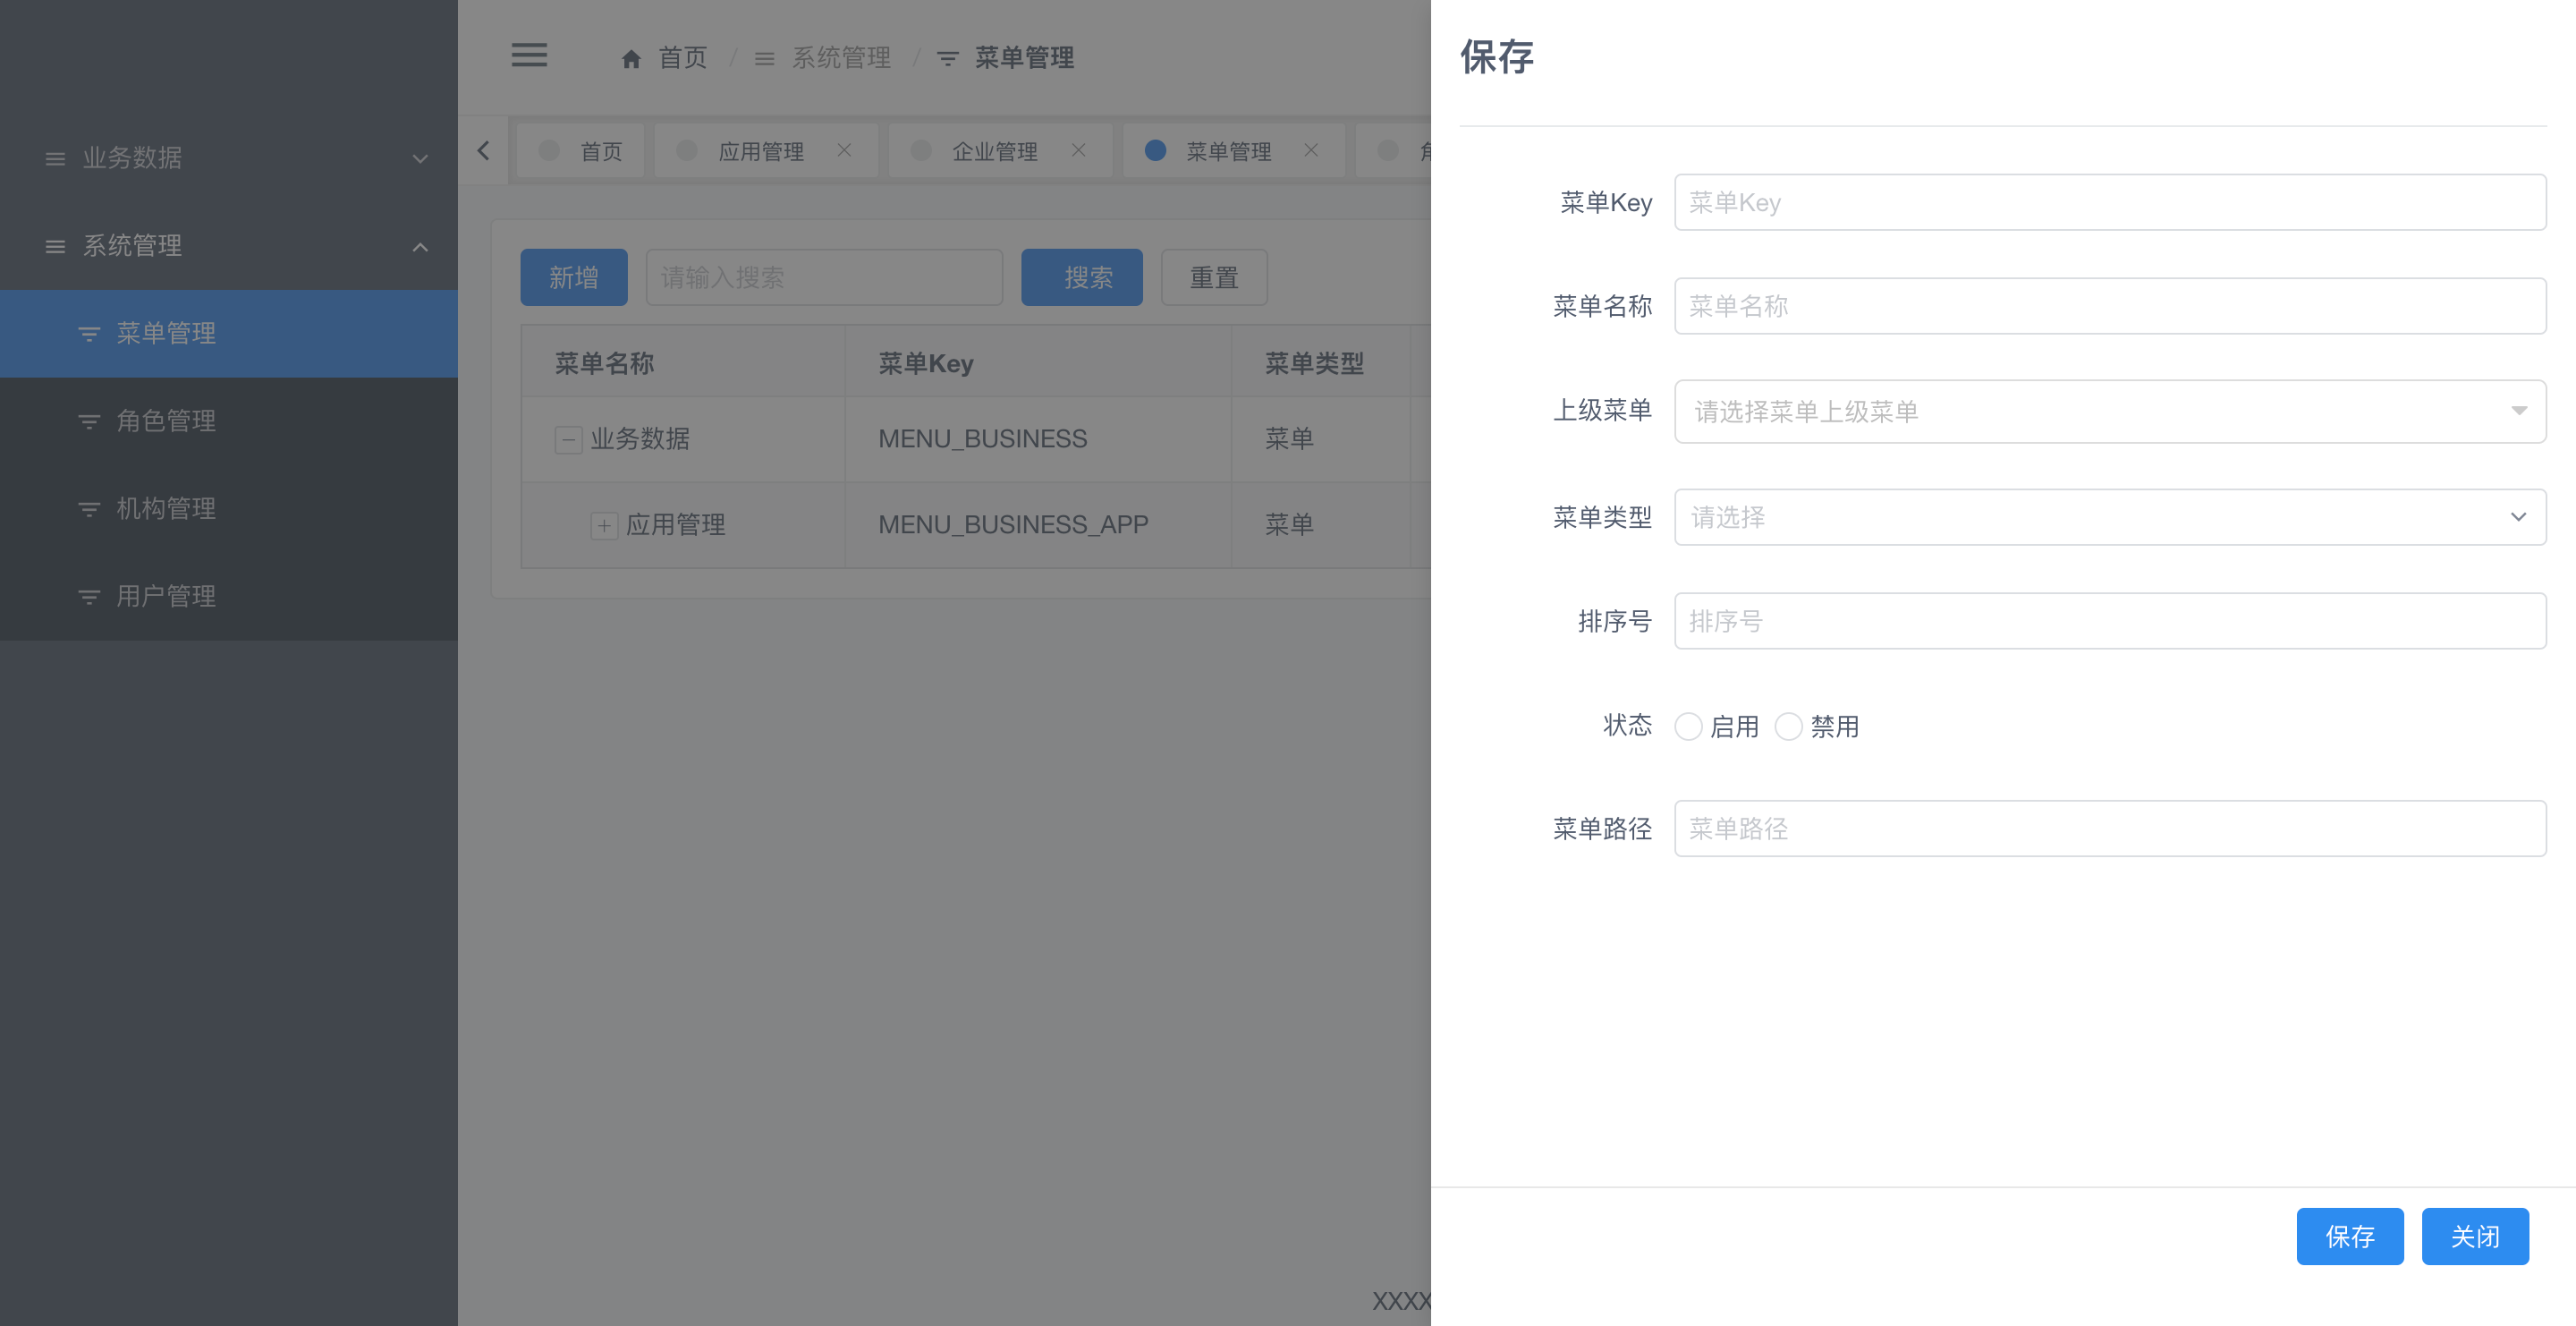 首页 / 系统管理 / 菜单管理
业务数据
系统管理
菜单管理
角色管理
机构管理
用户管理
首页 应用管理 企业管理 菜单管理
新增 请输入搜索 搜索 重置
菜单名称 菜单Key 菜单类型
业务数据 MENU_BUSINESS 菜单
应用管理 MENU_BUSINESS_APP 菜单
XXXX
保存
菜单Key 菜单Key
菜单名称 菜单名称
上级菜单 请选择菜单上级菜单
菜单类型 请选择
排序号 排序号
状态 启用 禁用
菜单路径 菜单路径
保存 关闭